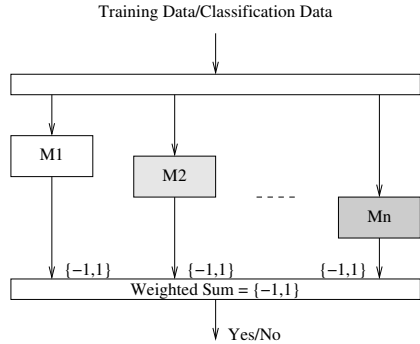 Training Data/Classification Data
M1
M2
Mn
{−1,1} {−1,1} {−1,1}
Weighted Sum = {−1,1}
Yes/No